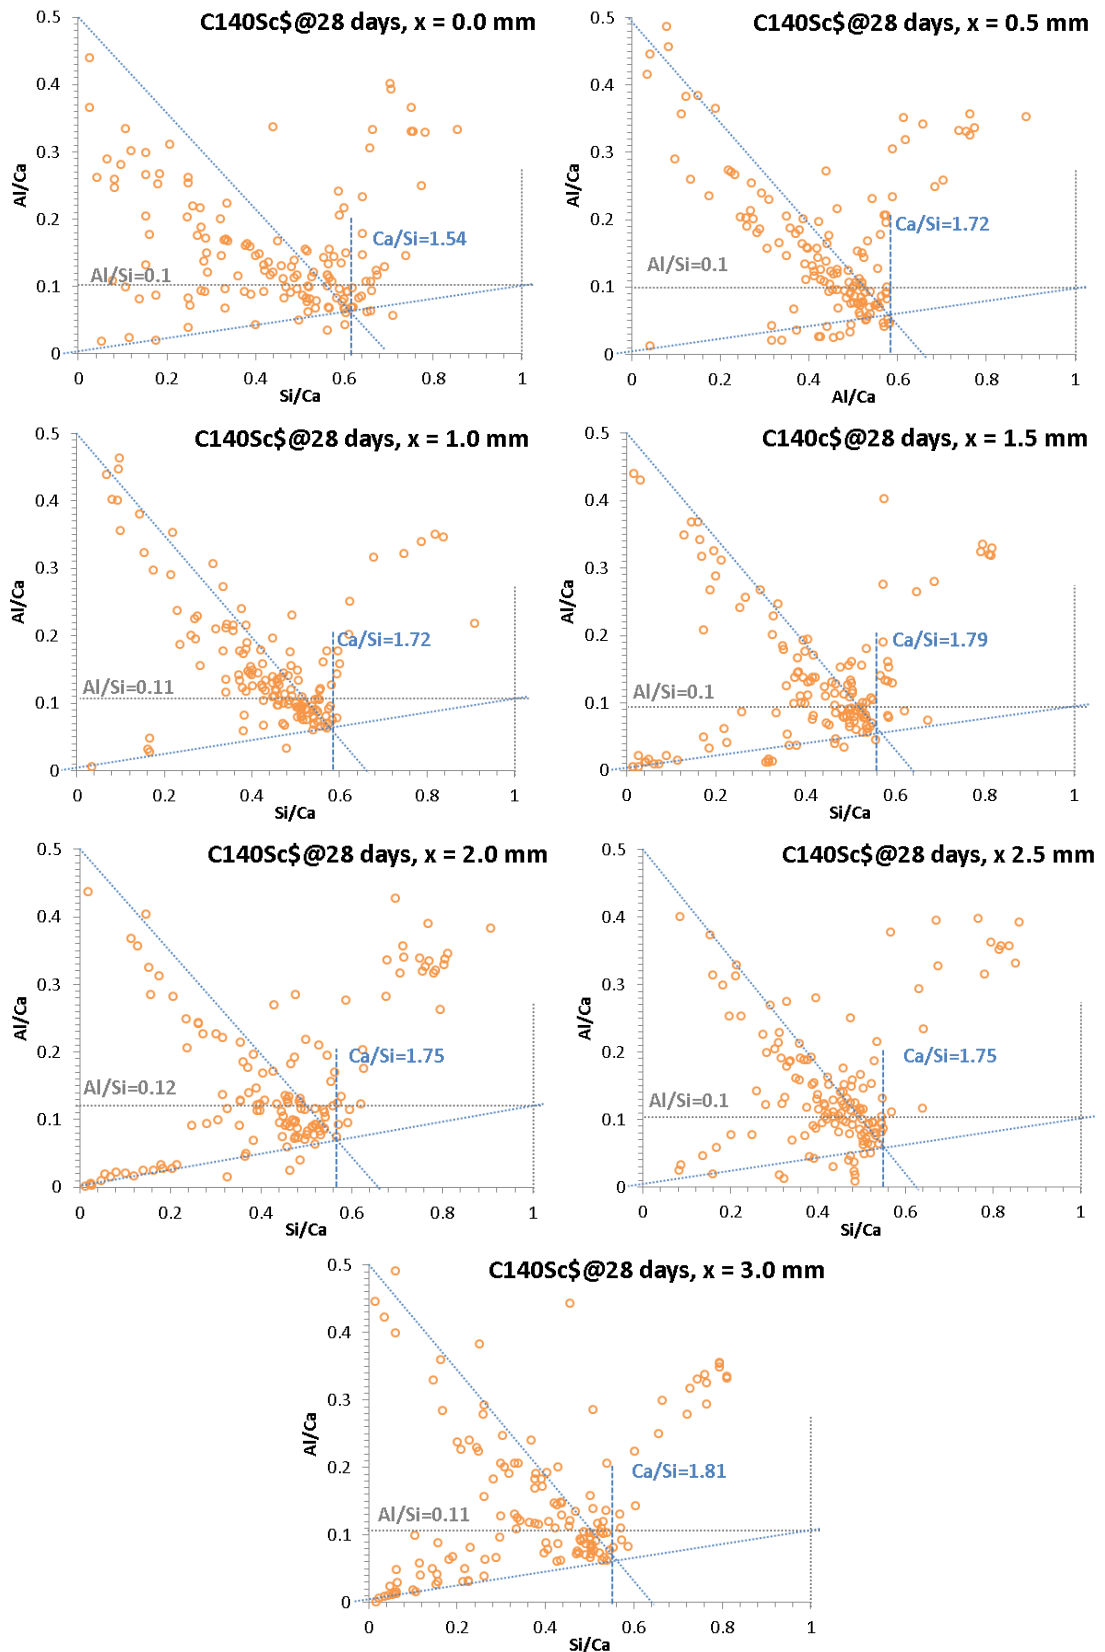 C140Sc$@28 days, x = 0.0 mm
0.5
0.4
0.3
0.2
0.1
0
Al/Ca
Ca/Si=1.54
Al/Si=0.1
0 0.2 0.4 0.6 0.8 1
Si/Ca
C140Sc$@28 days, x = 0.5 mm
0.5
0.4
0.3
0.2
0.1
0
Al/Ca
Ca/Si=1.72
Al/Si=0.1
0 0.2 0.4 0.6 0.8 1
Al/Ca
C140Sc$@28 days, x = 1.0 mm
0.5
0.4
0.3
0.2
0.1
0
Al/Ca
Ca/Si=1.72
Al/Si=0.11
0 0.2 0.4 0.6 0.8 1
Si/Ca
C140c$@28 days, x = 1.5 mm
0.5
0.4
0.3
0.2
0.1
0
Al/Ca
Ca/Si=1.79
Al/Si=0.1
0 0.2 0.4 0.6 0.8 1
Si/Ca
C140Sc$@28 days, x = 2.0 mm
0.5
0.4
0.3
0.2
0.1
0
Al/Ca
Ca/Si=1.75
Al/Si=0.12
0 0.2 0.4 0.6 0.8 1
Si/Ca
C140Sc$@28 days, x 2.5 mm
0.5
0.4
0.3
0.2
0.1
0
Al/Ca
Ca/Si=1.75
Al/Si=0.1
0 0.2 0.4 0.6 0.8 1
Si/Ca
C140Sc$@28 days, x = 3.0 mm
0.5
0.4
0.3
0.2
0.1
0
Al/Ca
Ca/Si=1.81
Al/Si=0.11
0 0.2 0.4 0.6 0.8 1
Si/Ca